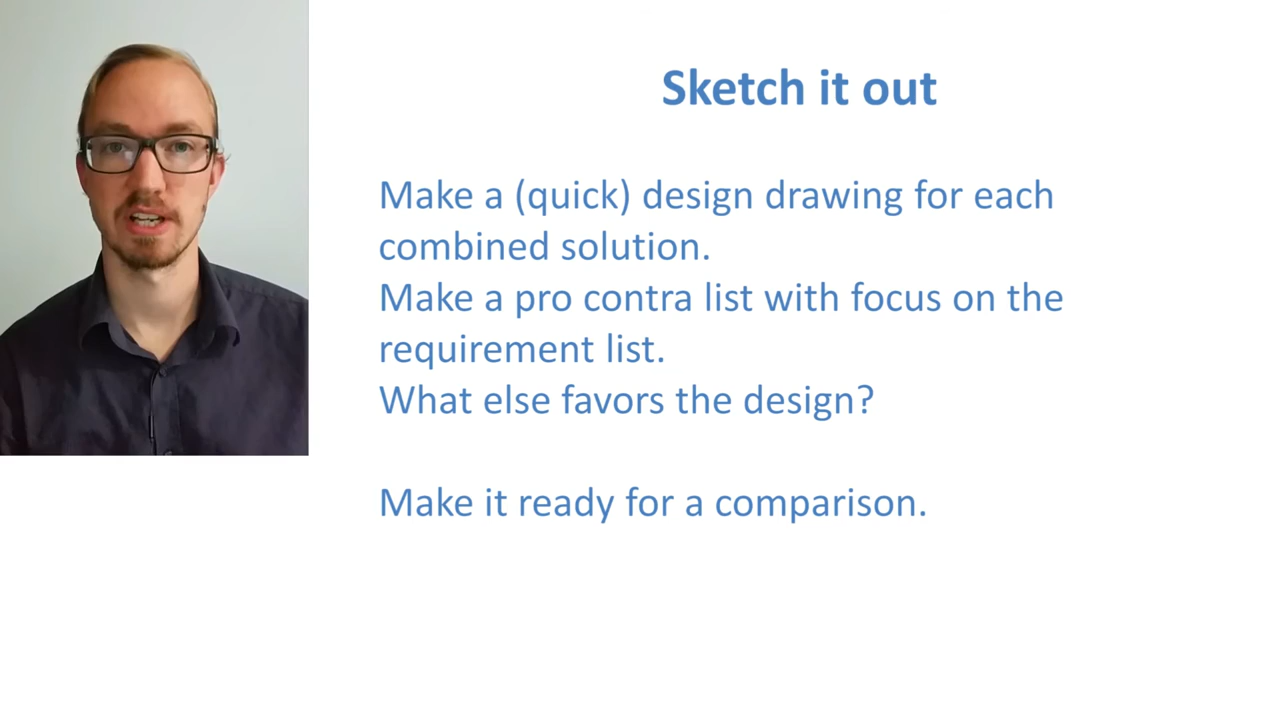 Sketch it out
Make a (quick) design drawing for each
combined solution.
Make a pro contra list with focus on the
requirement list.
What else favors the design?
Make it ready for a comparison.